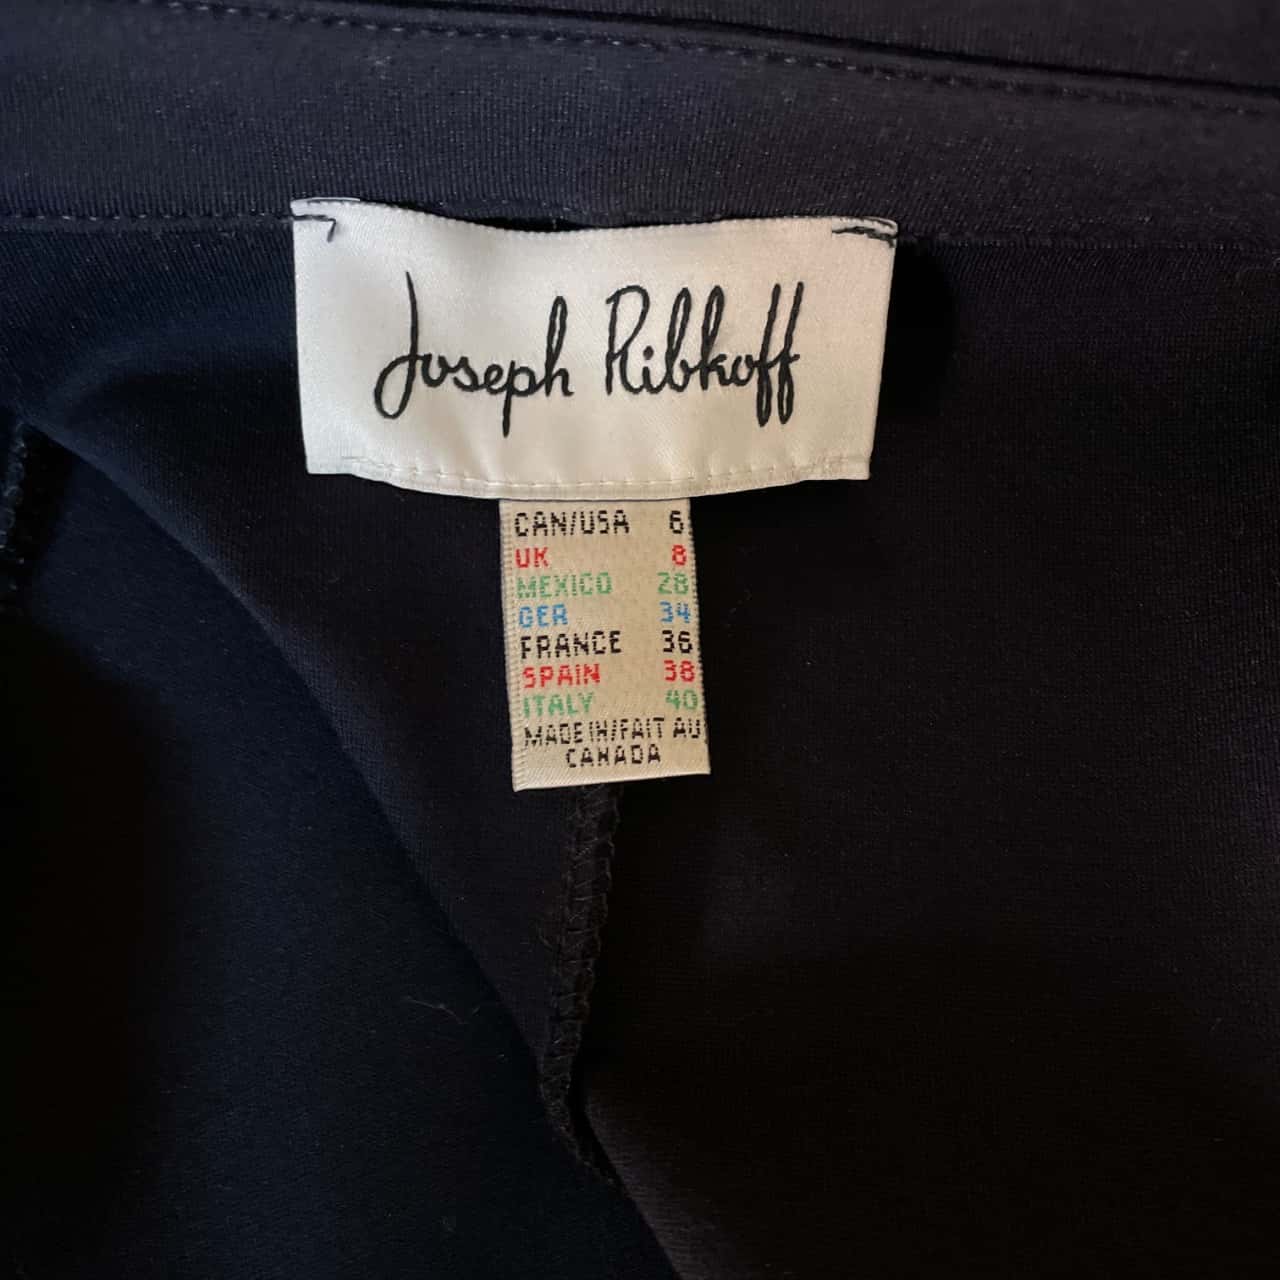 Joseph Ribkoff
CAN/USA 6
UK 8
MEXICO 28
GER 34
FRANCE 36
SPAIN 38
ITALY 40
MADE IN/FAIT AU
CANADA